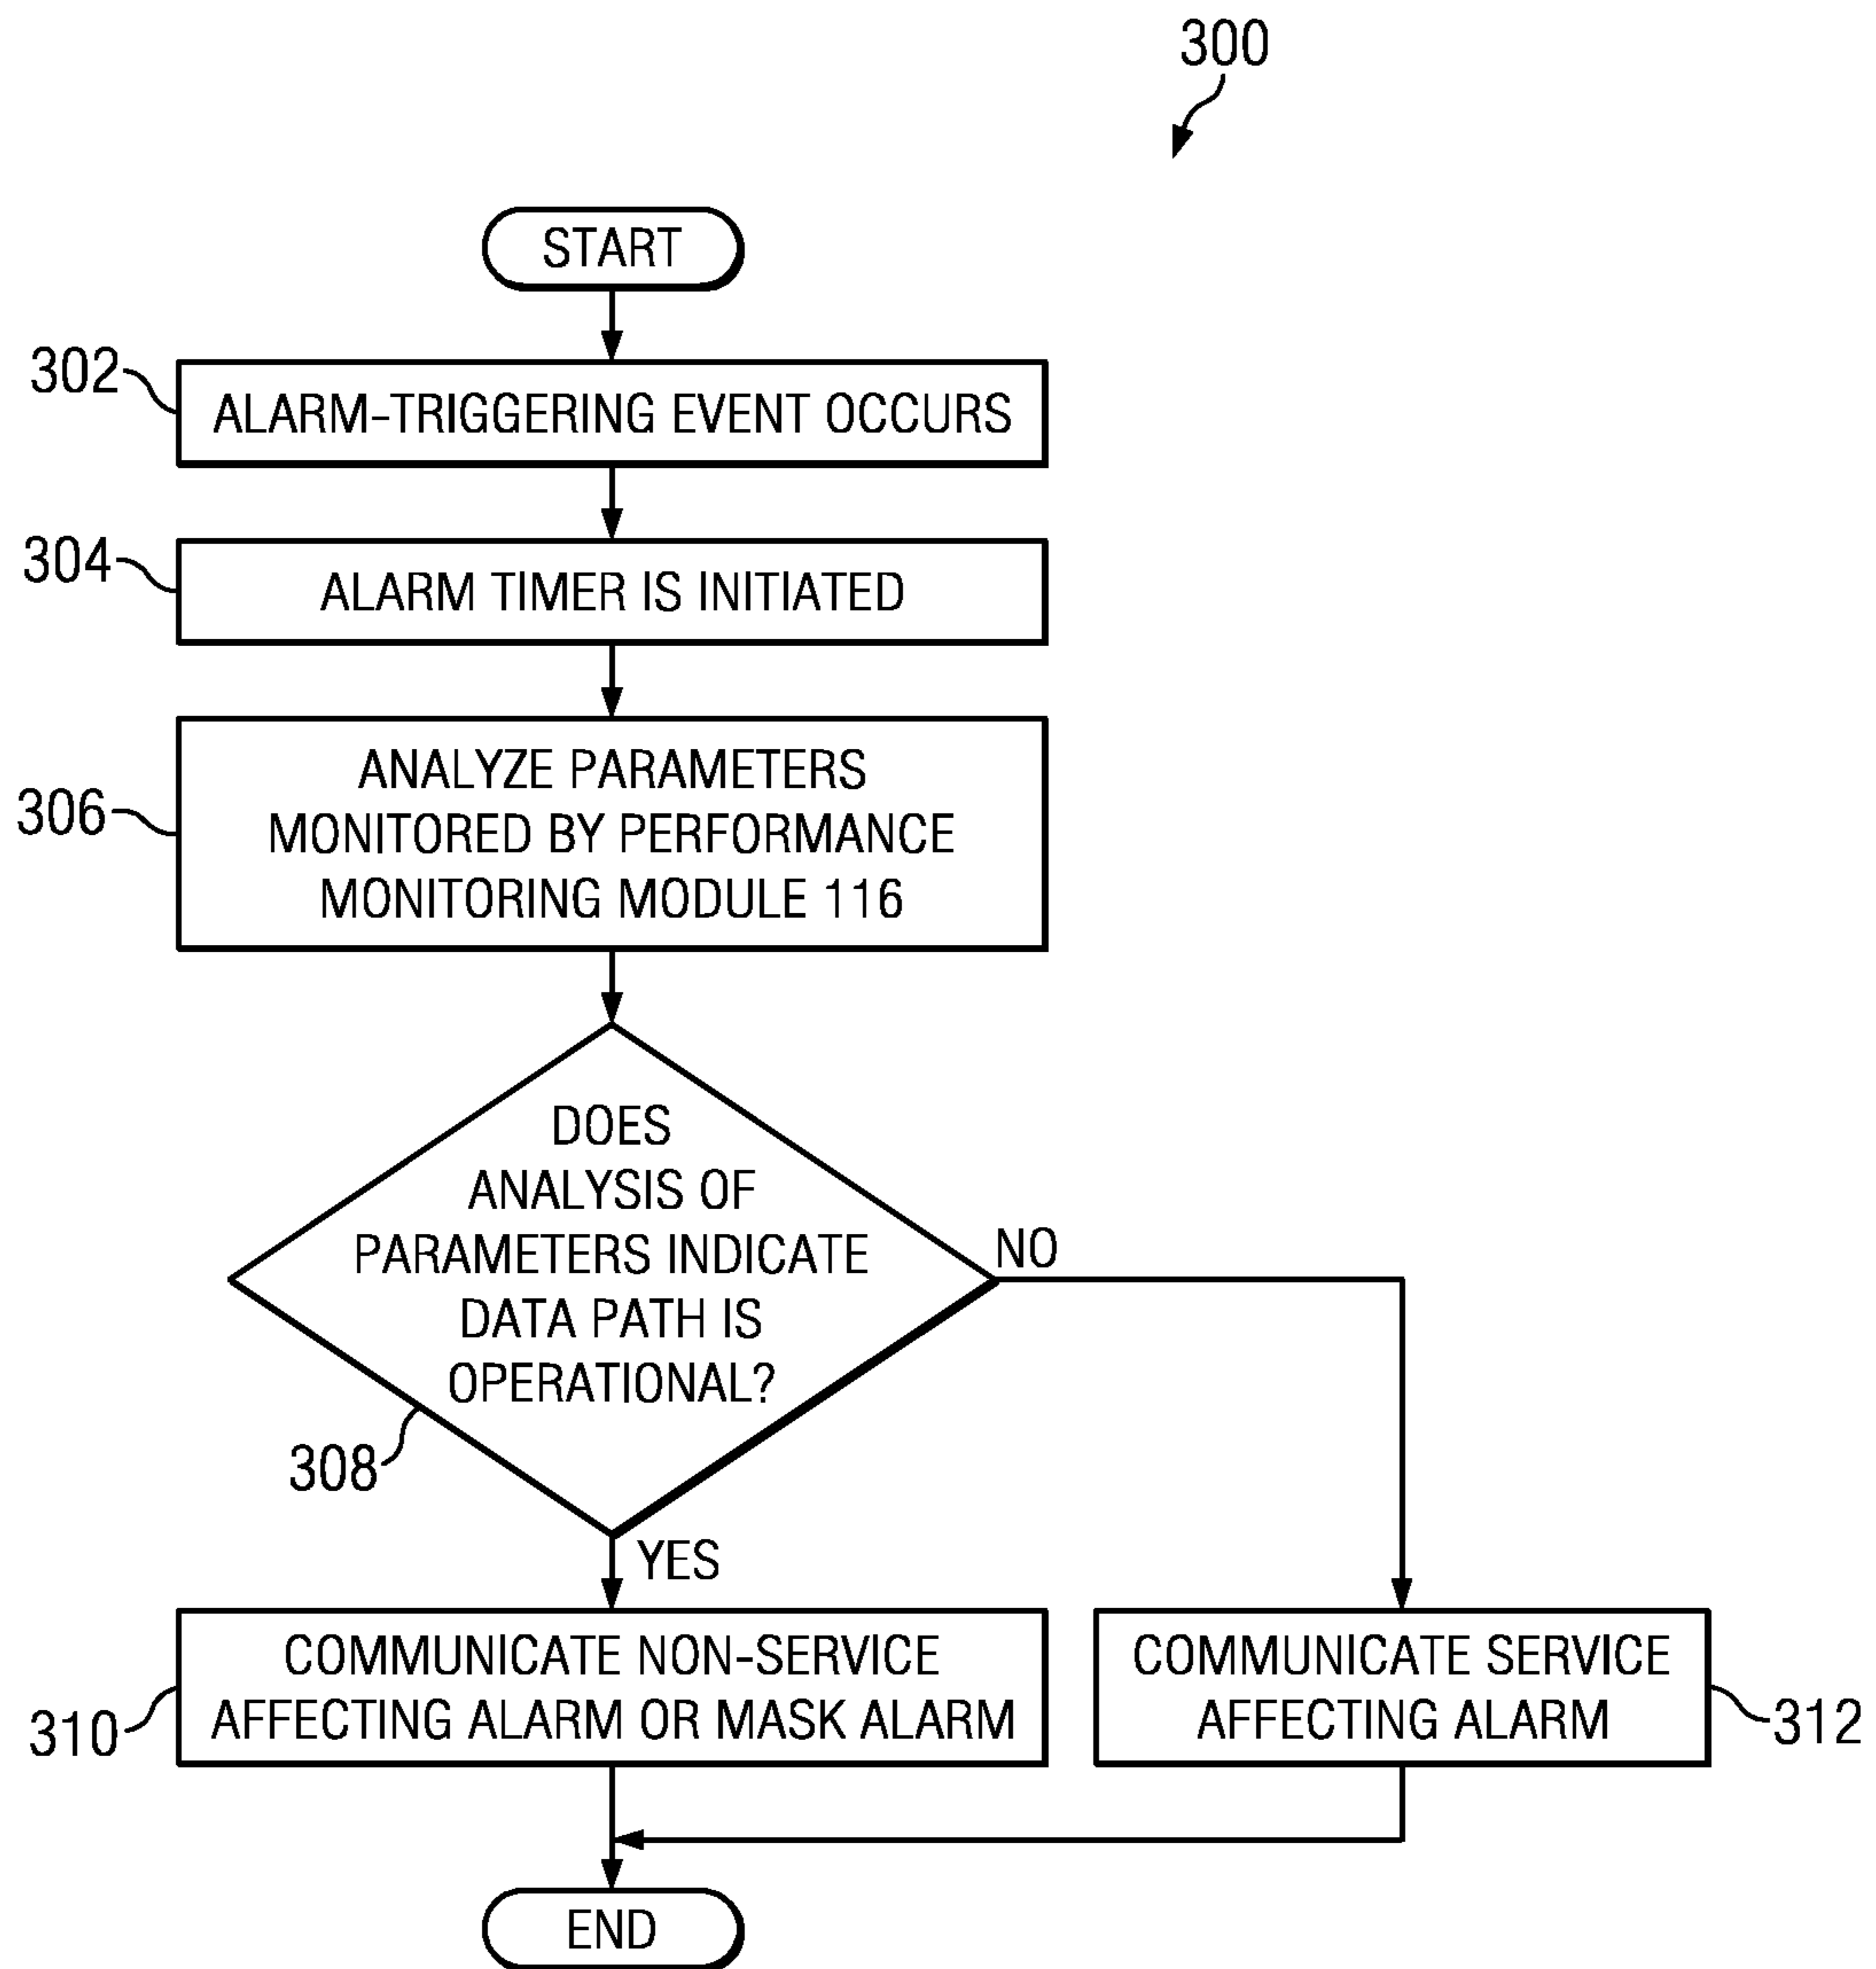 300
START
302
ALARM-TRIGGERING EVENT OCCURS
304
ALARM TIMER IS INITIATED
306
ANALYZE PARAMETERS
MONITORED BY PERFORMANCE
MONITORING MODULE 116
DOES
ANALYSIS OF
PARAMETERS INDICATE
DATA PATH IS
OPERATIONAL?
308
NO
YES
310
COMMUNICATE NON-SERVICE
AFFECTING ALARM OR MASK ALARM
COMMUNICATE SERVICE
AFFECTING ALARM
312
END